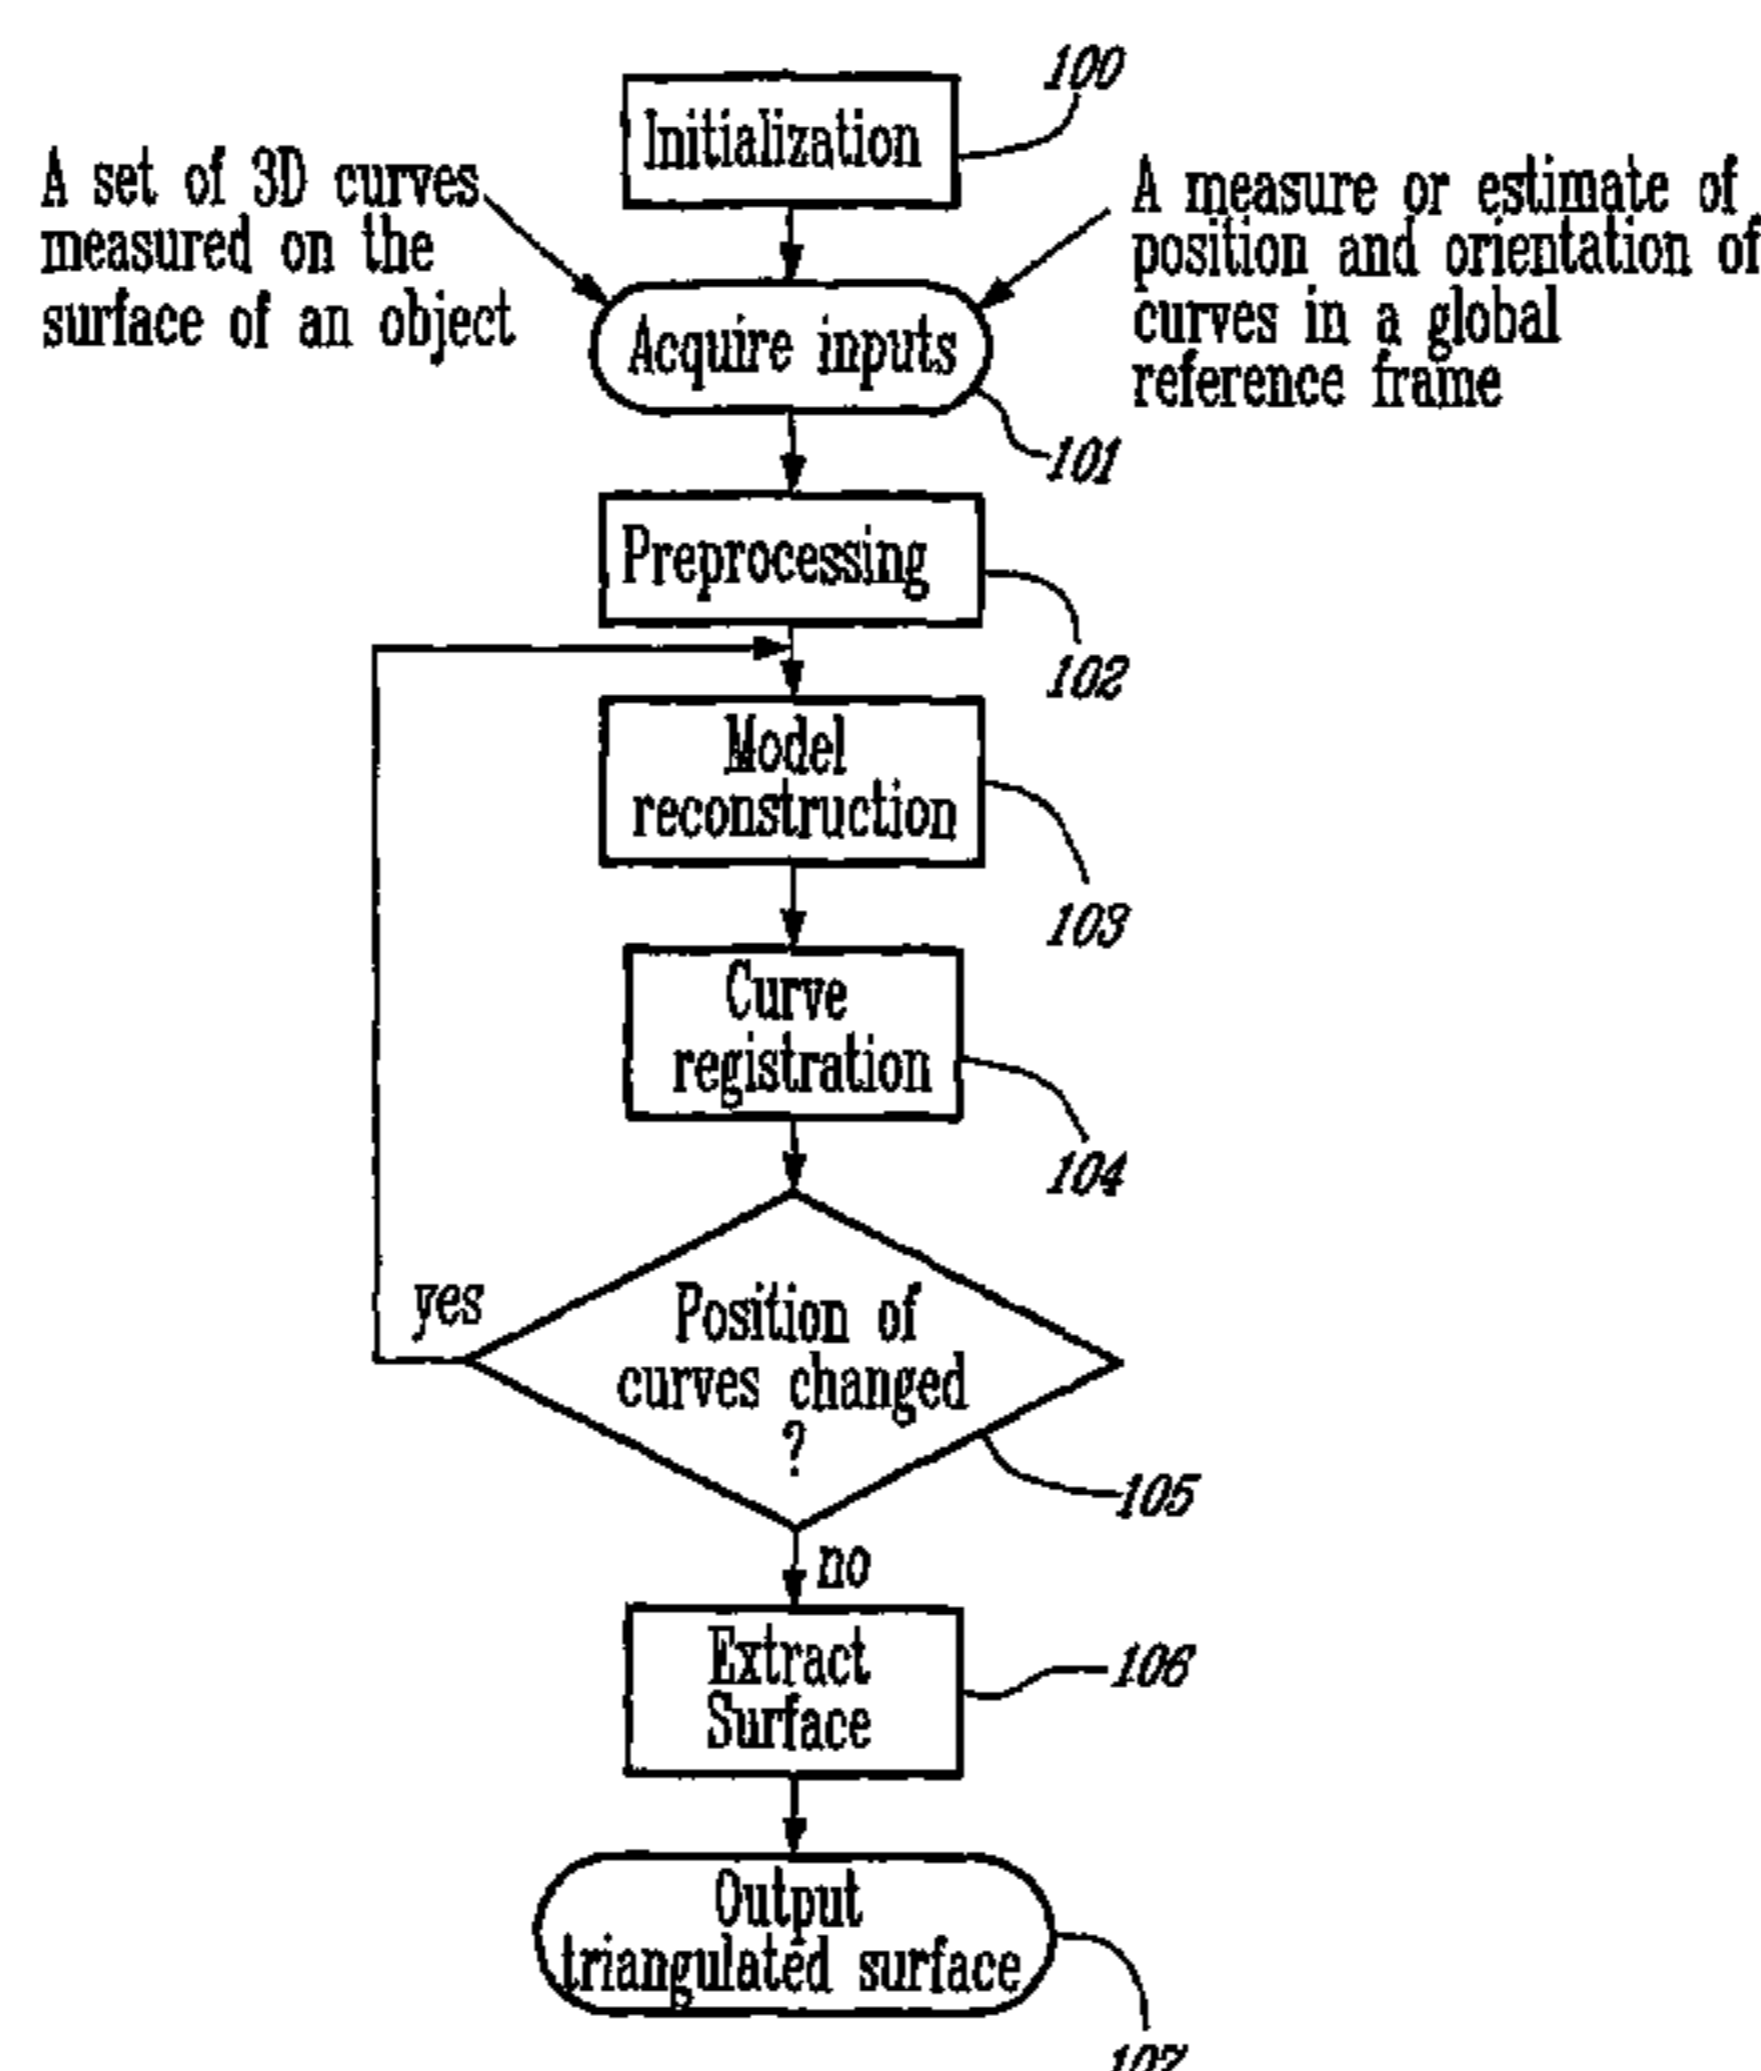 100
Initialization
A set of 3D curves
measured on the
surface of an object
A measure or estimate of
position and orientation of
curves in a global
reference frame
Acquire inputs
101
Preprocessing
102
Model
reconstruction
103
Curve
registration
104
Position of
curves changed
?
yes
105
no
Extract
Surface
106
Output
triangulated surface
107